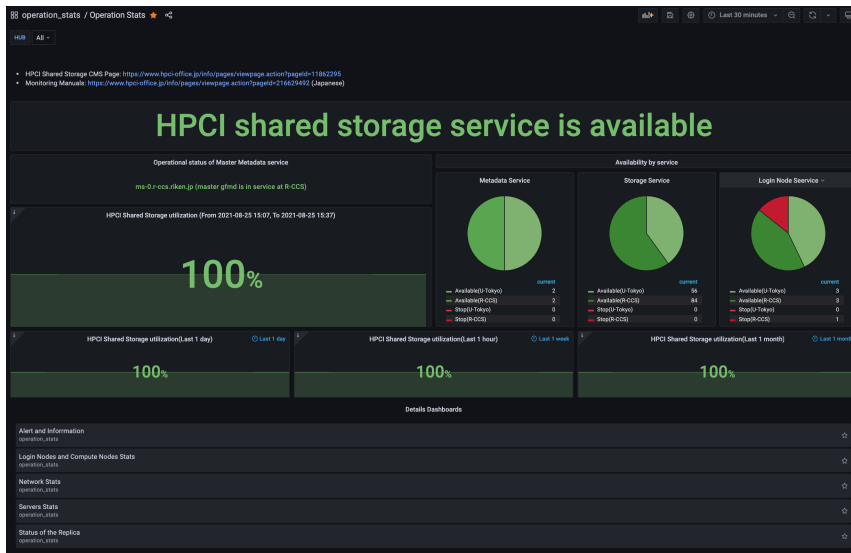 operation_stats / Operation Stats
Last 30 minutes
HUB All
• HPCI Shared Storage CMS Page: https://www.hpci-office.jp/info/pages/viewpage.action?pageId=11862295
• Monitoring Manuals: https://www.hpci-office.jp/info/pages/viewpage.action?pageId=216629492 (Japanese)
HPCI shared storage service is available
Operational status of Master Metadata service
ms-0.r-ccs.riken.jp (master gfmd is in service at R-CCS)
HPCI Shared Storage utilization (From 2021-08-25 15:07, To 2021-08-25 15:37)
100%
Availability by service
Metadata Service
current
Available(U-Tokyo) 2
Available(R-CCS) 2
Stop(U-Tokyo) 0
Stop(R-CCS) 0
Storage Service
current
Available(U-Tokyo) 56
Available(R-CCS) 84
Stop(U-Tokyo) 0
Stop(R-CCS) 0
Login Node Seervice
current
Available(U-Tokyo) 3
Available(R-CCS) 3
Stop(U-Tokyo) 0
Stop(R-CCS) 1
HPCI Shared Storage utilization(Last 1 day)
Last 1 day
100%
HPCI Shared Storage utilization(Last 1 hour)
Last 1 week
100%
HPCI Shared Storage utilization(Last 1 month)
Last 1 mont
100%
Details Dashboards
Alert and Inforrmation
operation_stats
Login Nodes and Compute Nodes Stats
operation_stats
Network Stats
operation_stats
Servers Stats
operation_stats
Status of the Replica
operation_stats